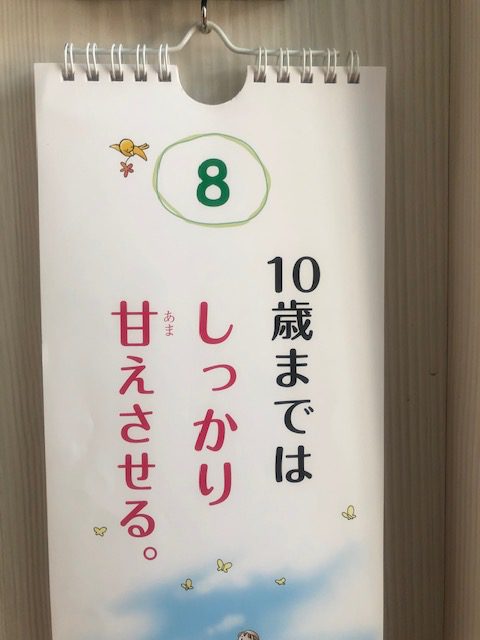 8
10歳までは
しっかり
甘えさせる。
あま